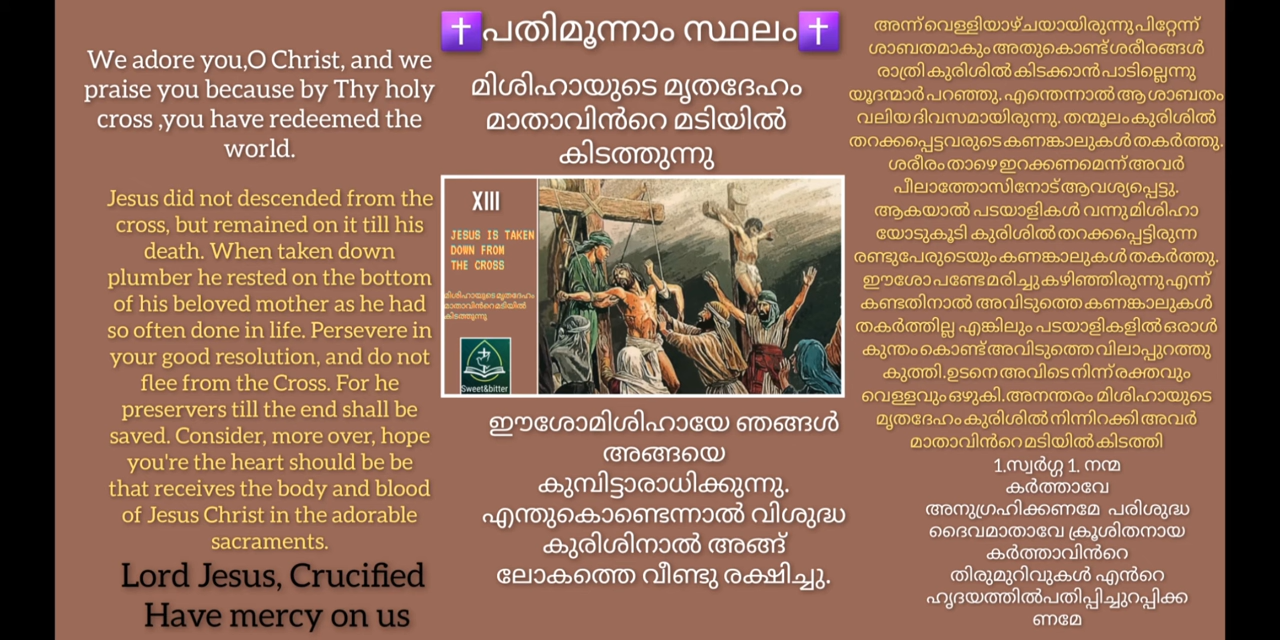 We adore you,O Christ, and we
praise you because by Thy holy
cross ,you have redeemed the
world.
Jesus did not descended from the
cross, but remained on it till his
death. When taken down
plumber he rested on the bottom
of his beloved mother as he had
so often done in life. Persevere in
your good resolution, and do not
flee from the Cross. For he
preservers till the end shall be
saved. Consider, more over, hope
you're the heart should be be
that receives the body and blood
of Jesus Christ in the adorable
sacraments.
Lord Jesus, Crucified
Have mercy on us
✝പതിമൂന്നാം സ്ഥലം✝
മിശിഹായുടെ മൃതദേഹം
മാതാവിൻറെ മടിയിൽ
കിടത്തുന്നു
XIII
JESUS IS TAKEN
DOWN FROM
THE CROSS
മിശിഹായുടെ മൃതദേഹം
മാതാവിൻറെ മടിയിൽ
കിടത്തുന്നു
Sweet&bitter
ഈശോമിശിഹായേ ഞങ്ങൾ
അങ്ങയെ
കുമ്പിട്ടാരാധിക്കുന്നു.
എന്തുകൊണ്ടെന്നാൽ വിശുദ്ധ
കുരിശിനാൽ അങ്ങ്
ലോകത്തെ വീണ്ടു രക്ഷിച്ചു.
അന്ന് വെള്ളിയാഴ്ചയായിരുന്നു പിറ്റേന്ന്
ശാബതമാകും അതുകൊണ്ട് ശരീരങ്ങൾ
രാത്രി കുരിശിൽ കിടക്കാൻ പാടില്ലെന്നു
യൂദന്മാർ പറഞ്ഞു. എന്തെന്നാൽ ആ ശാബതം
വലിയ ദിവസമായിരുന്നു. തന്മൂലം കുരിശിൽ
തറക്കപ്പെട്ടവരുടെ കണങ്കാലുകൾ തകർത്തു.
ശരീരം താഴെ ഇറക്കണമെന്ന് അവർ
പീലാത്തോസിനോട് ആവശ്യപ്പെട്ടു.
ആകയാൽ പടയാളികൾ വന്നു മിശിഹാ
യോടുകൂടി കുരിശിൽ തറക്കപ്പെട്ടിരുന്ന
രണ്ടുപേരുടെയും കണങ്കാലുകൾ തകർത്തു.
ഈശോ പണ്ടേ മരിച്ചു കഴിഞ്ഞിരുന്നു എന്ന്
കണ്ടതിനാൽ അവിടുത്തെ കണങ്കാലുകൾ
തകർത്തില്ല എങ്കിലും പടയാളികളിൽ ഒരാൾ
കുന്തം കൊണ്ട് അവിടുത്തെ വിലാപ്പുറത്തു
കുത്തി.ഉടനെ അവിടെ നിന്ന് രക്തവും
വെള്ളവും ഒഴുകി.അനന്തരം മിശിഹായുടെ
മൃതദേഹം കുരിശിൽ നിന്നിറക്കി അവർ
മാതാവിൻറെ മടിയിൽ കിടത്തി
1.സ്വർഗ്ഗ 1. നന്മ
കർത്താവേ
അനുഗ്രഹിക്കണമേ പരിശുദ്ധ
ദൈവമാതാവേ ക്രൂശിതനായ
കർത്താവിൻറെ
തിരുമുറിവുകൾ എൻറെ
ഹൃദയത്തിൽപതിപ്പിച്ചുറപ്പിക്ക
ണമേ